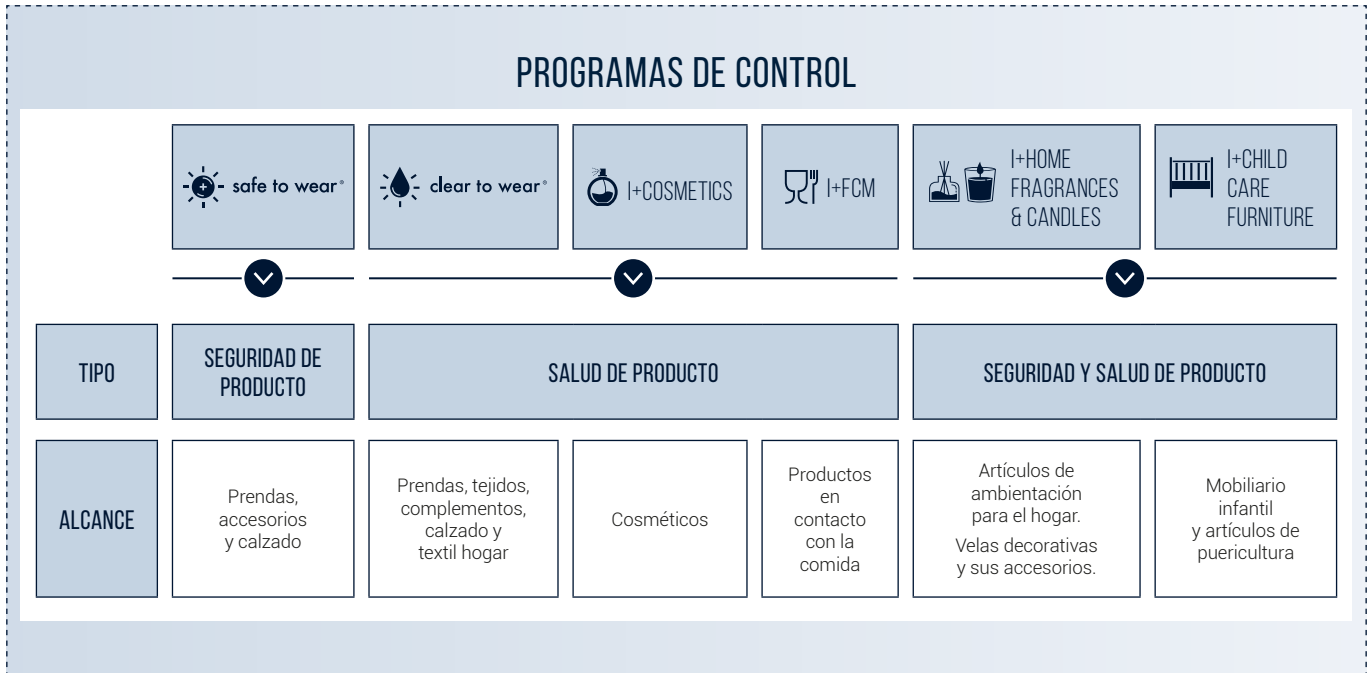 PROGRAMAS DE CONTROL
safe to wear®
clear to wear®
I+COSMETICS
I+FCM
I+HOME
FRAGRANCES
& CANDLES
I+CHILD
CARE
FURNITURE
TIPO
SEGURIDAD DE
PRODUCTO
SALUD DE PRODUCTO
SEGURIDAD Y SALUD DE PRODUCTO
ALCANCE
Prendas,
accesorios
y calzado
Prendas, tejidos,
complementos,
calzado y
textil hogar
Cosméticos
Productos
en
contacto
con la
comida
Artículos de
ambientación
para el hogar.
Velas decorativas
y sus accesorios.
Mobiliario
infantil
y artículos de
puericultura